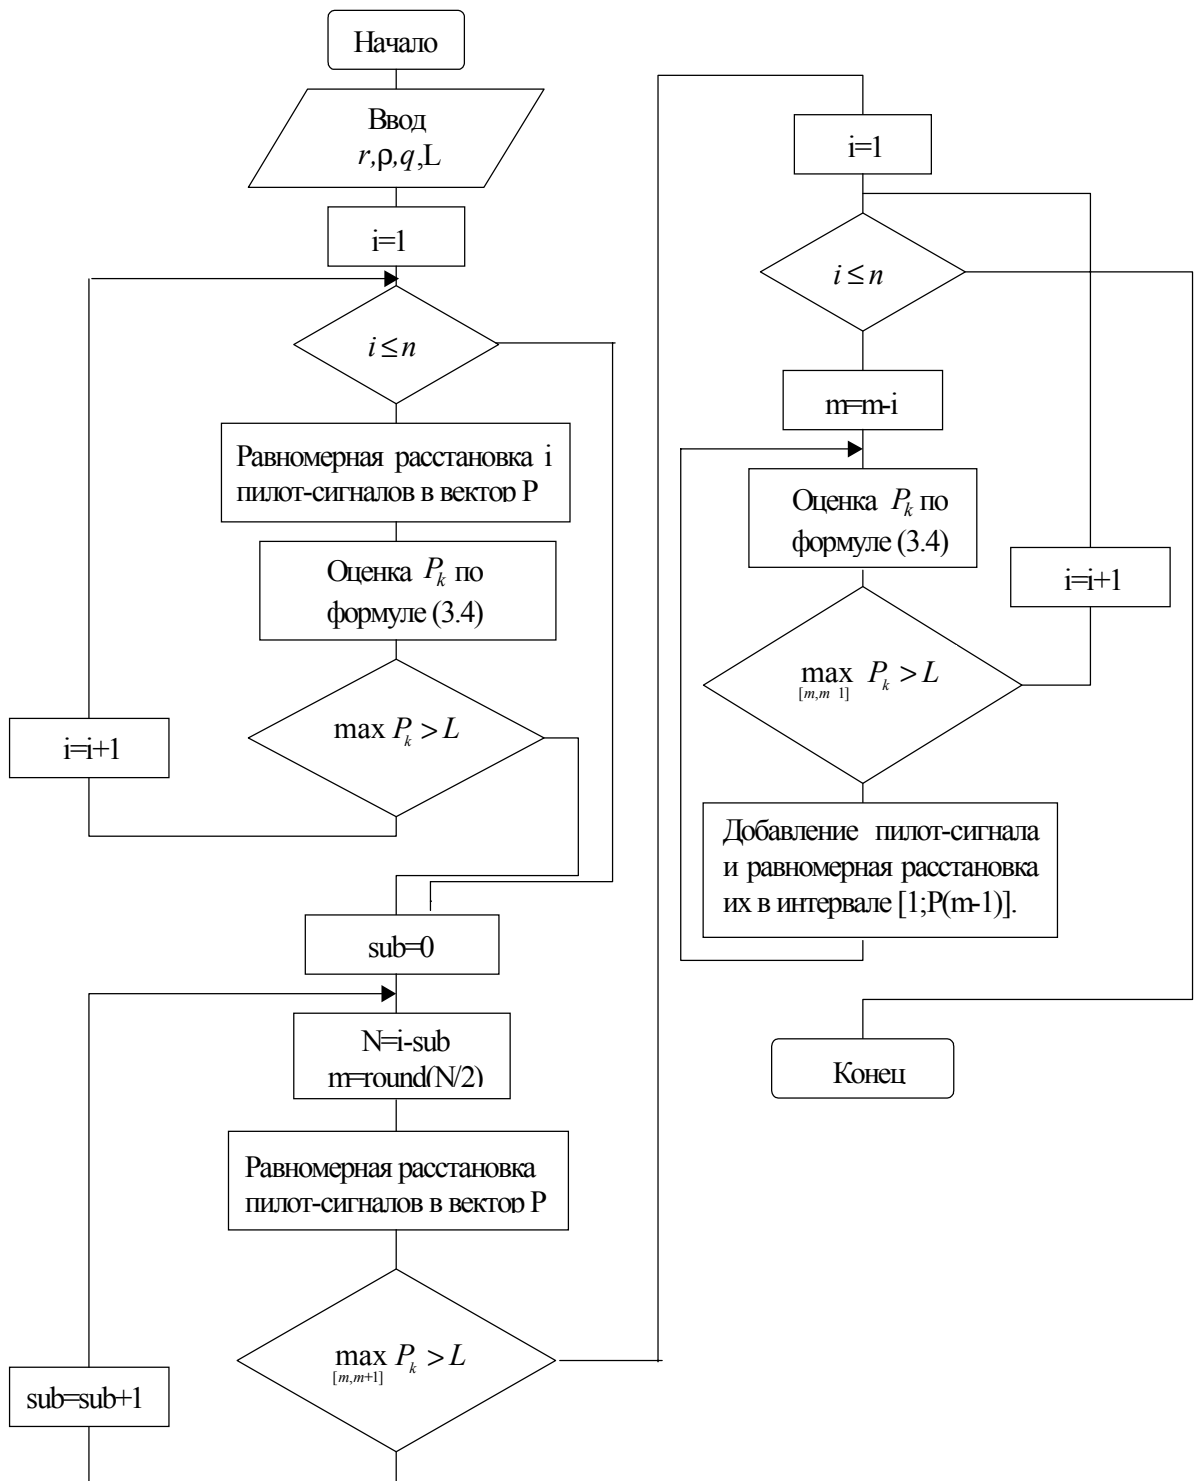 Начало
Ввод
r,ρ,q,L
i=1
i ≤ n
Равномерная расстановка i
пилот-сигналов в вектор P
Оценка P_k по
формуле (3.4)
max P_k > L
i=i+1
sub=0
N=i-sub
m=round(N/2)
Равномерная расстановка
пилот-сигналов в вектор P
max P_k > L
[m,m+1]
sub=sub+1
i=1
i ≤ n
m=m-i
Оценка P_k по
формуле (3.4)
i=i+1
max P_k > L
[m,m 1]
Добавление пилот-сигнала
и равномерная расстановка
их в интервале [1;P(m-1)].
Конец